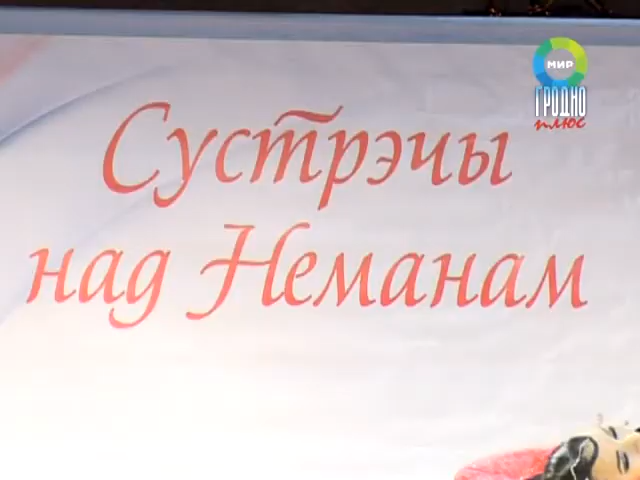 МИР
ГРОДНО
плюс
Сустрэчы
над Неманам